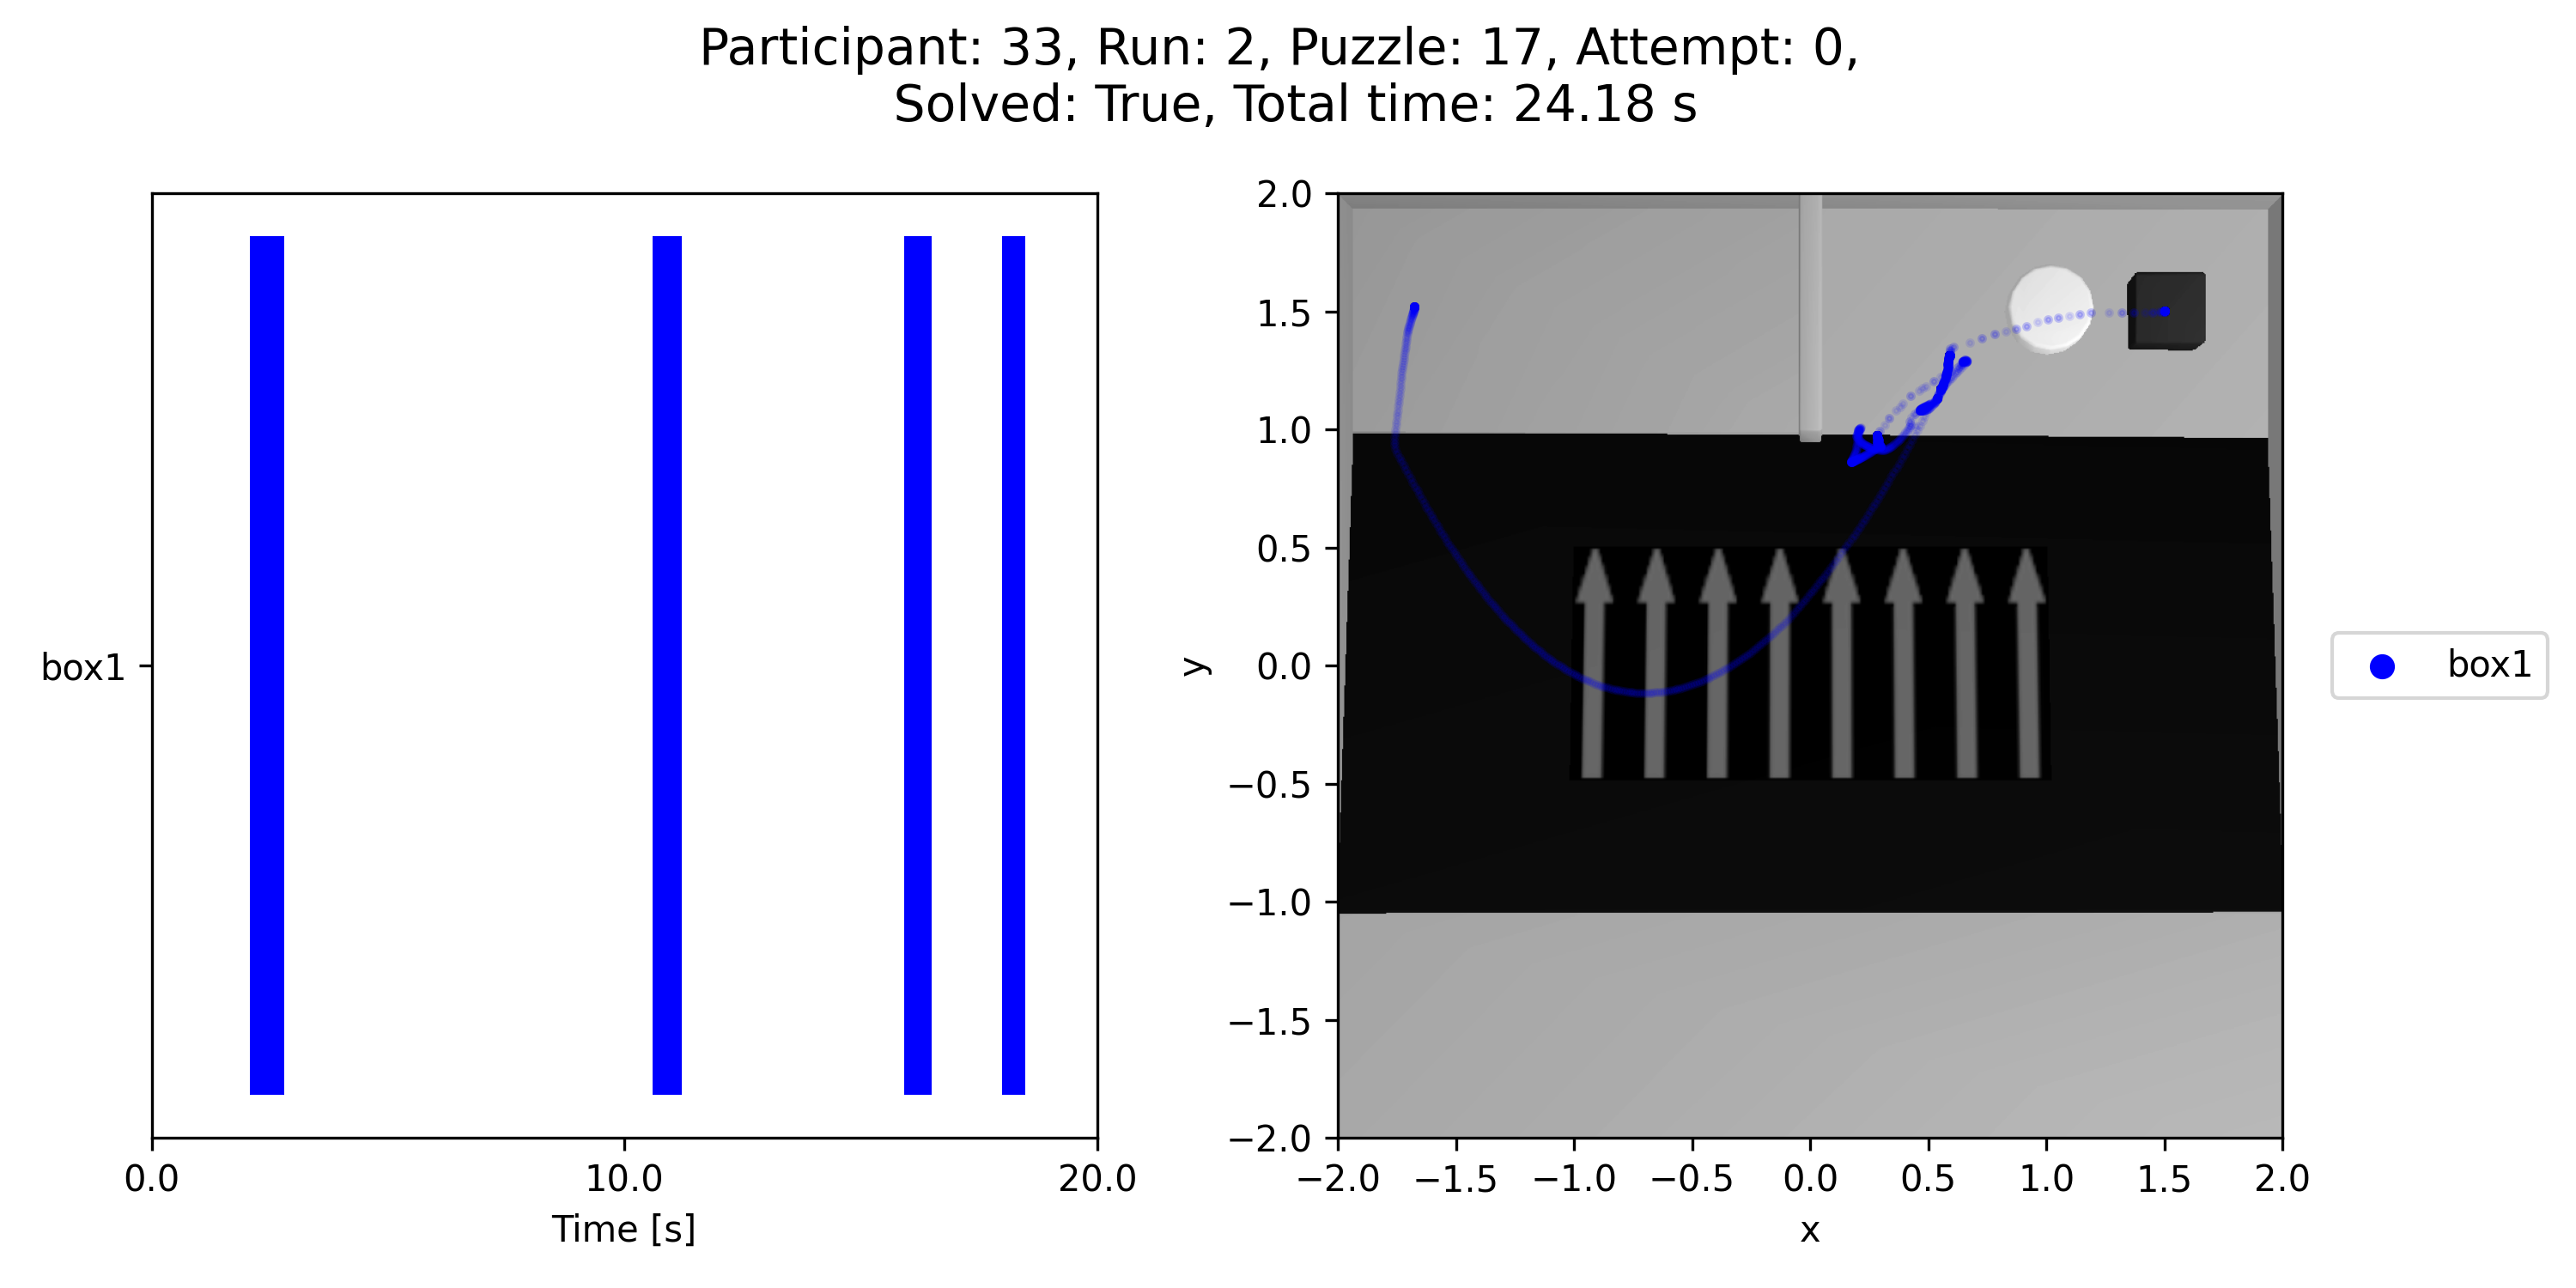 Participant: 33, Run: 2, Puzzle: 17, Attempt: 0,
Solved: True, Total time: 24.18 s
box1
0.0 10.0 20.0
Time [s]
2.0
1.5
1.0
0.5
0.0
−0.5
−1.0
−1.5
−2.0
y
−2.0 −1.5 −1.0 −0.5 0.0 0.5 1.0 1.5 2.0
x
box1